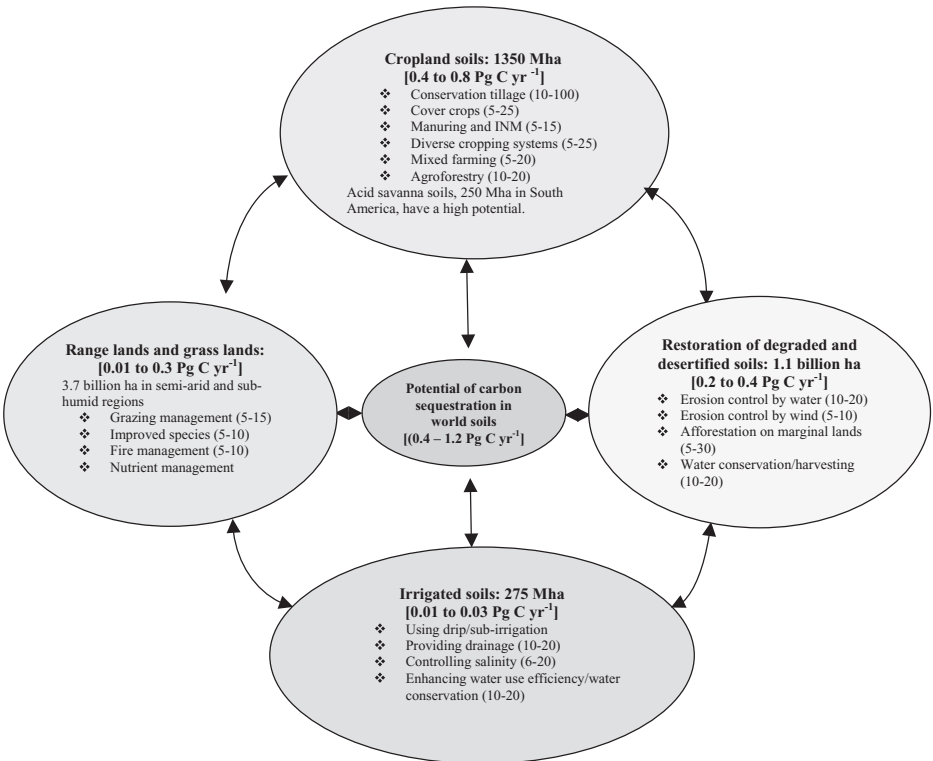 Cropland soils: 1350 Mha
[0.4 to 0.8 Pg C yr -1]
❖ Conservation tillage (10-100)
❖ Cover crops (5-25)
❖ Manuring and INM (5-15)
❖ Diverse cropping systems (5-25)
❖ Mixed farming (5-20)
❖ Agroforestry (10-20)
Acid savanna soils, 250 Mha in South
America, have a high potential.
Range lands and grass lands:
[0.01 to 0.3 Pg C yr-1]
3.7 billion ha in semi-arid and sub-
humid regions
❖ Grazing management (5-15)
❖ Improved species (5-10)
❖ Fire management (5-10)
❖ Nutrient management
Potential of carbon
sequestration in
world soils
[(0.4 – 1.2 Pg C yr-1]
Restoration of degraded and
desertified soils: 1.1 billion ha
[0.2 to 0.4 Pg C yr-1]
❖ Erosion control by water (10-20)
❖ Erosion control by wind (5-10)
❖ Afforestation on marginal lands
(5-30)
❖ Water conservation/harvesting
(10-20)
Irrigated soils: 275 Mha
[0.01 to 0.03 Pg C yr-1]
❖ Using drip/sub-irrigation
❖ Providing drainage (10-20)
❖ Controlling salinity (6-20)
❖ Enhancing water use efficiency/water
conservation (10-20)